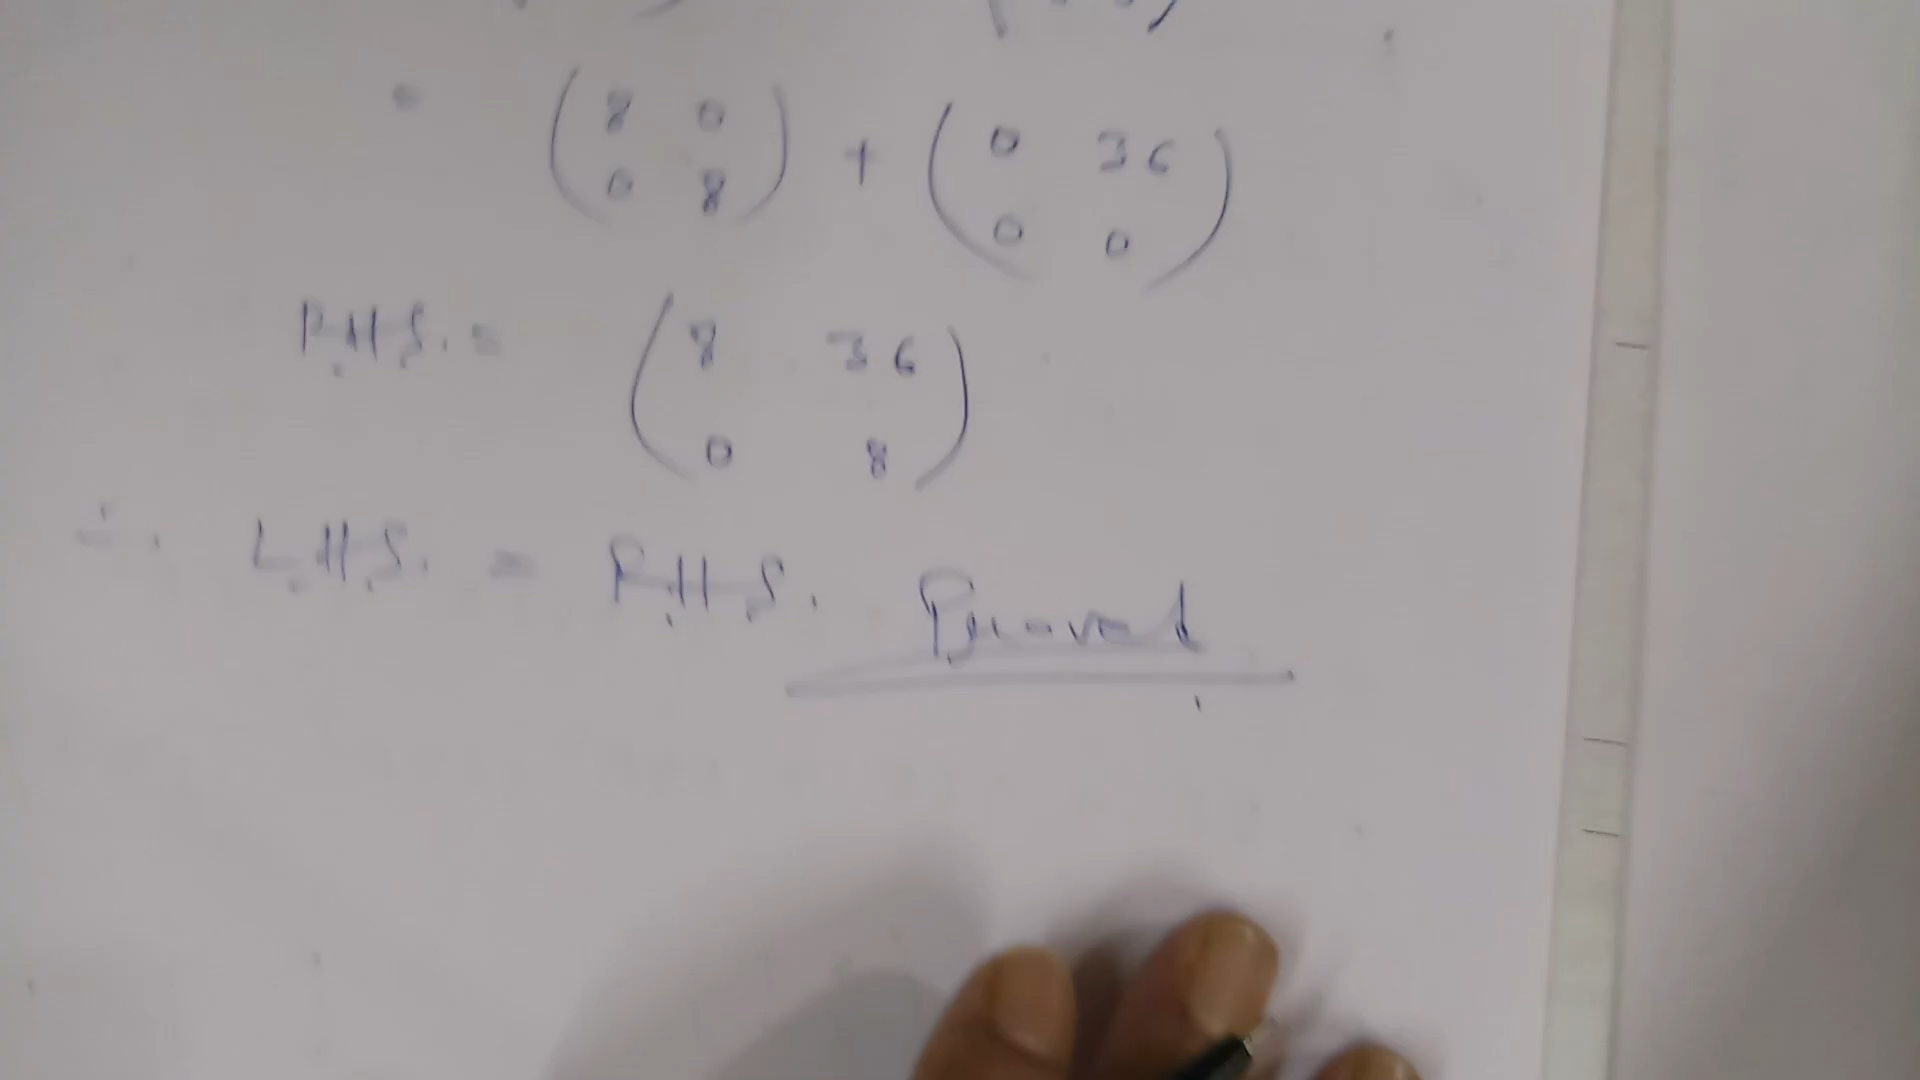 = ( 8 0 0 8 ) + ( 0 36 0 0 )
R.H.S. = ( 8 36 0 8 )
∴ L.H.S. = R.H.S. Proved